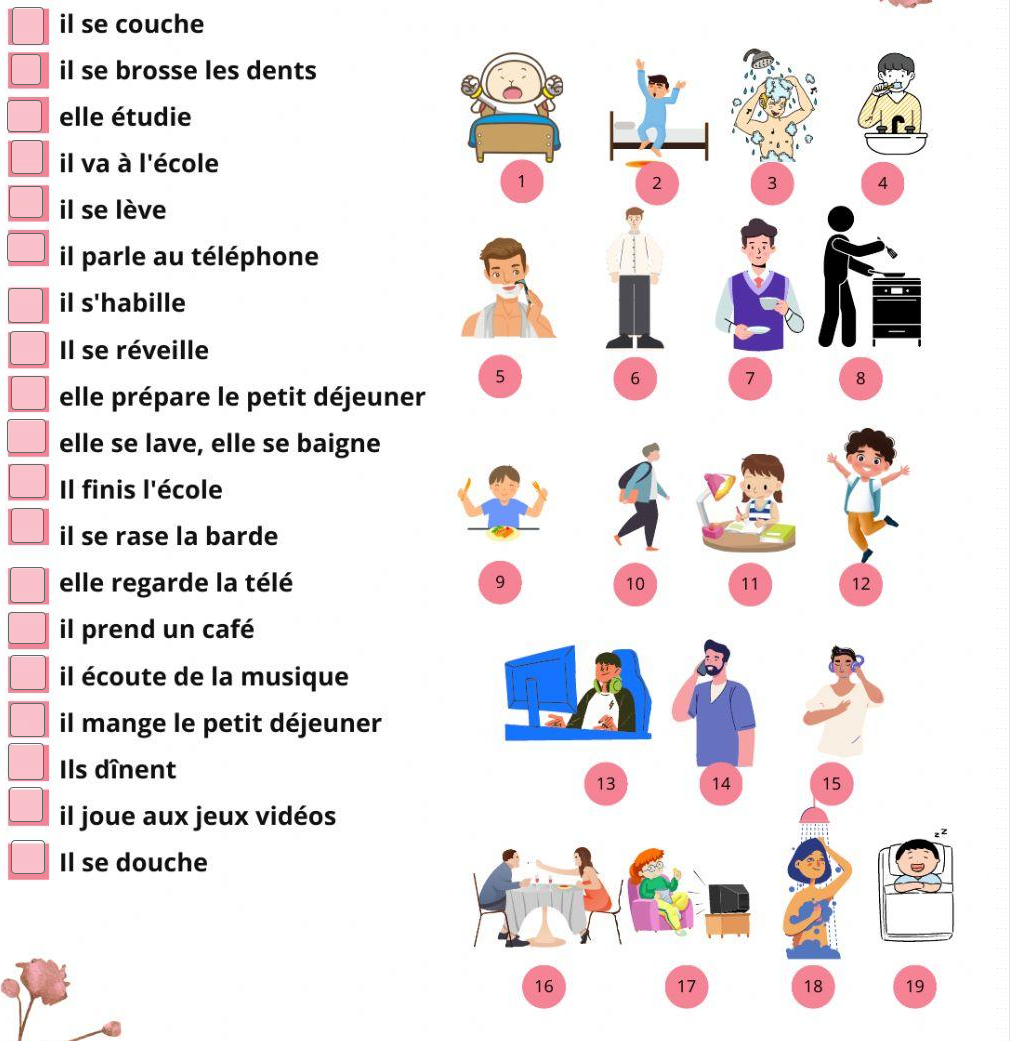 il se couche
il se brosse les dents
elle étudie
il va à l'école
il se lève
il parle au téléphone
il s'habille
Il se réveille
elle prépare le petit déjeuner
elle se lave, elle se baigne
Il finis l'école
il se rase la barde
elle regarde la télé
il prend un café
il écoute de la musique
il mange le petit déjeuner
Ils dînent
il joue aux jeux vidéos
Il se douche
1 2 3 4
5 6 7 8
9 10 11 12
13 14 15
zz
16 17 18 19